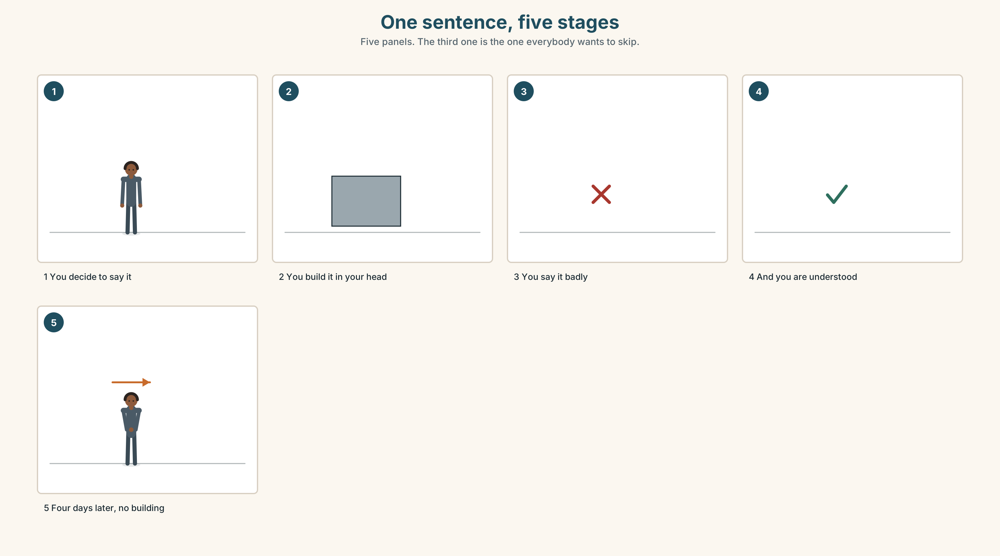 One sentence, five stages
Five panels. The third one is the one everybody wants to skip.
1
2
3
4
1 You decide to say it
2 You build it in your head
3 You say it badly
4 And you are understood
5
5 Four days later, no building